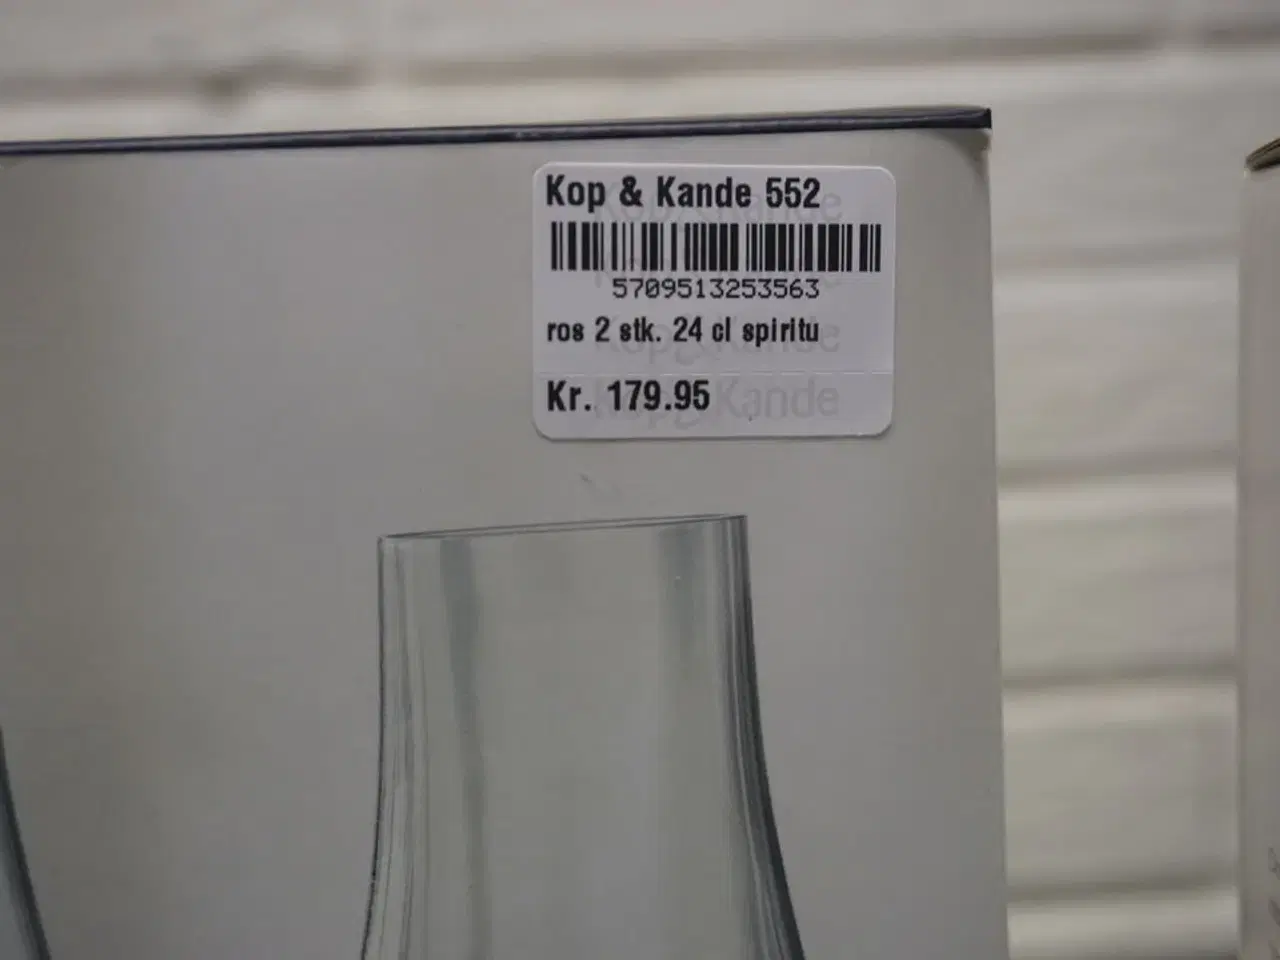 Kop & Kande 552
5709513253563
ros 2 stk. 24 cl spiritu
Kr. 179.95